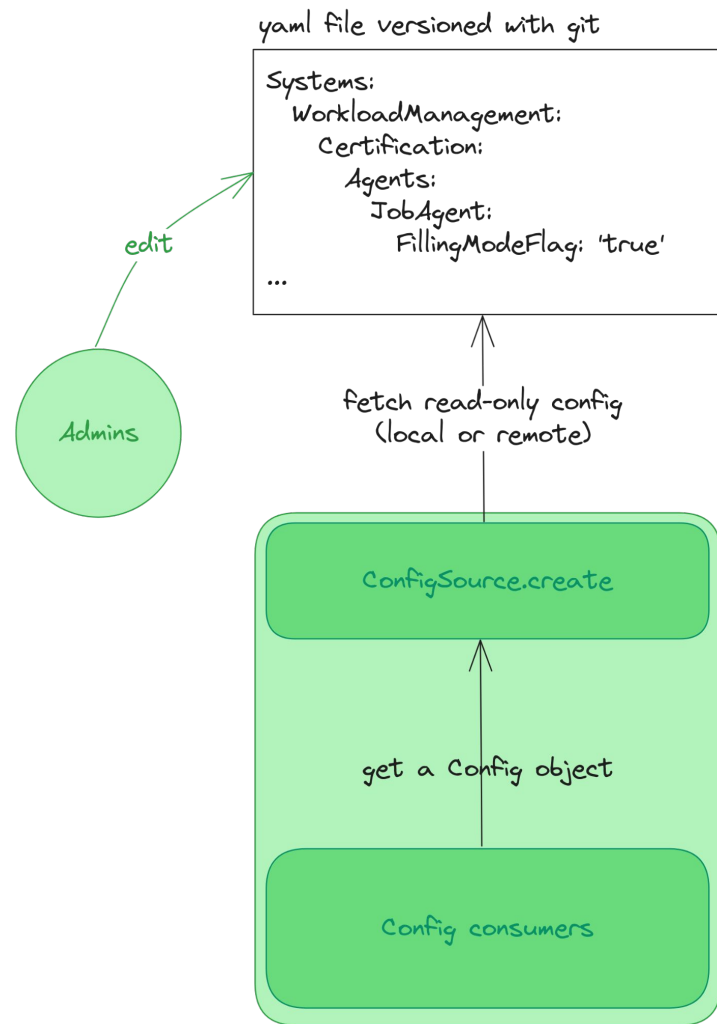 yaml file versioned with git
Systems:
WorkloadManagement:
Certification:
Agents:
JobAgent:
FillingModeFlag: 'true'
...
edit
Admins
fetch read-only config
(local or remote)
ConfigSource.create
get a Config object
Config consumers